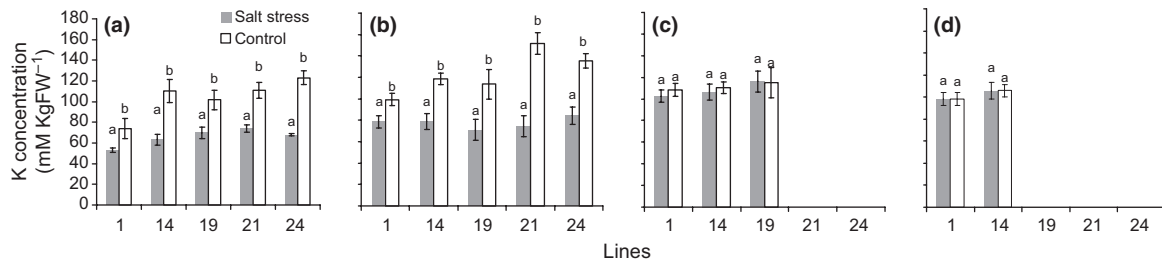 K concentration
(mM KgFW⁻¹)
180
160
140
120
100
80
60
40
20
0
(a)
Salt stress
Control
a b a b a b a b a b
1 14 19 21 24
(b)
a b a b a b a b a b
1 14 19 21 24
(c)
a a a a a a
1 14 19 21 24
(d)
a a a a
1 14 19 21 24
Lines